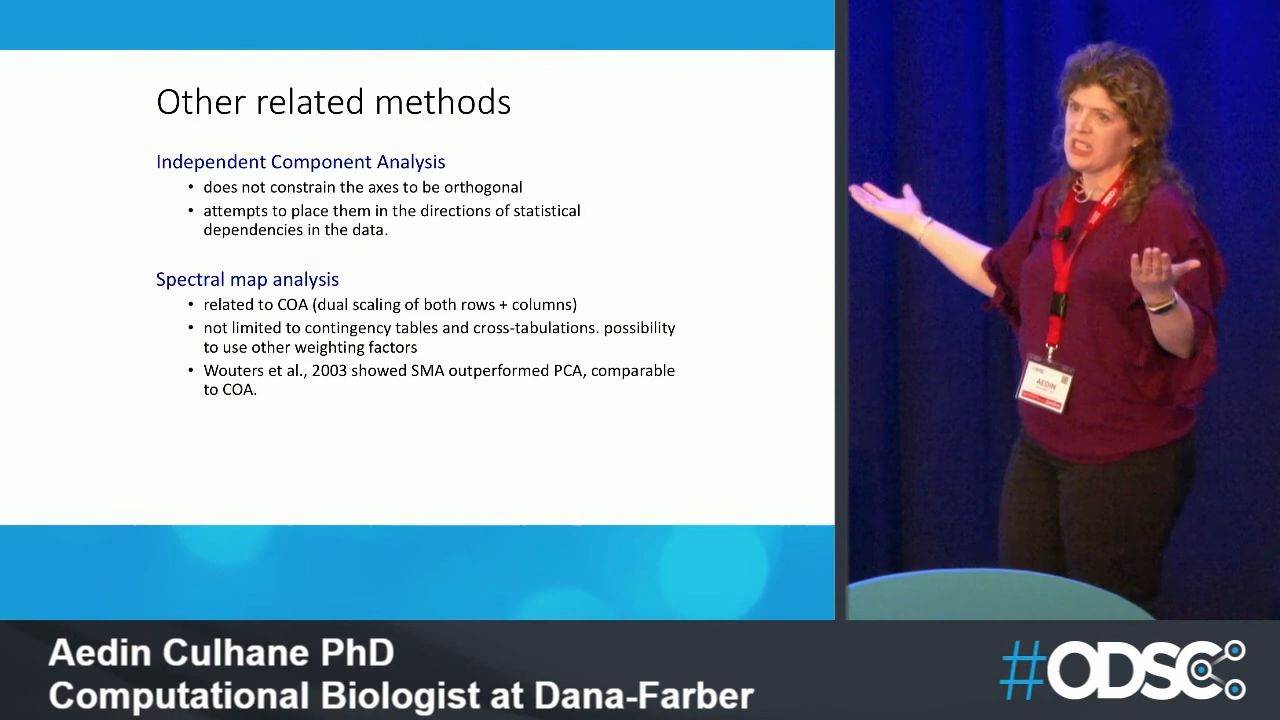 Other related methods
Independent Component Analysis
• does not constrain the axes to be orthogonal
• attempts to place them in the directions of statistical
dependencies in the data.
Spectral map analysis
• related to COA (dual scaling of both rows + columns)
• not limited to contingency tables and cross-tabulations. possibility
to use other weighting factors
• Wouters et al., 2003 showed SMA outperformed PCA, comparable
to COA.
AEDIN
Aedin Culhane PhD
Computational Biologist at Dana-Farber
#ODSC